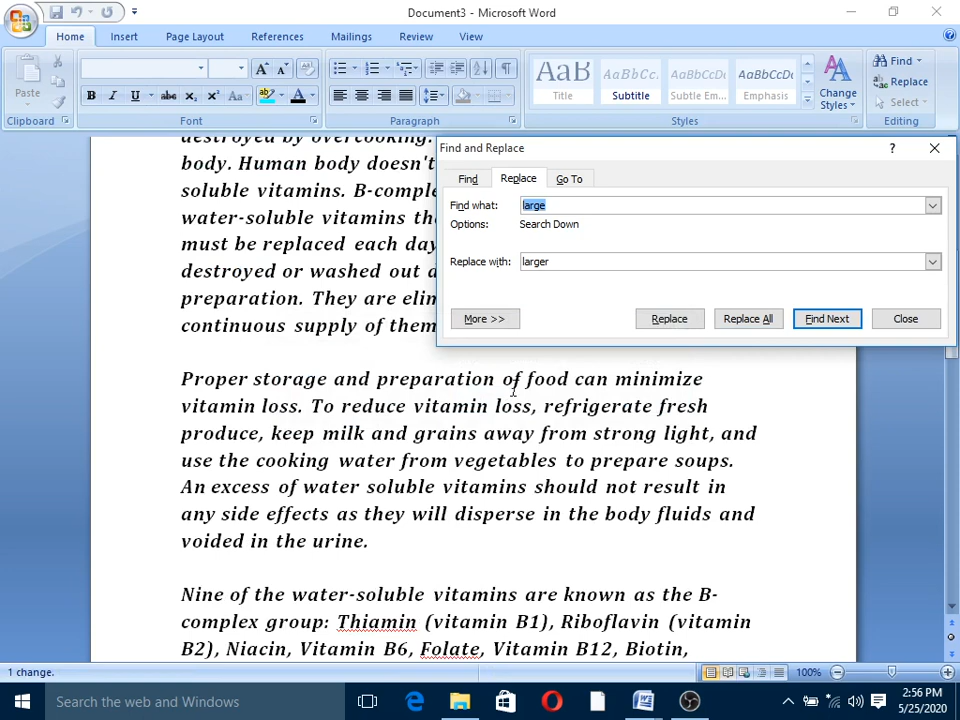 Document3 - Microsoft Word
Home Insert Page Layout References Mailings Review View
Paste
Clipboard
B I U abc X₂ X² Aa A
Font
Paragraph
AaB AaBbCc. AaBbCcDd AaBbCcDc
Title Subtitle Subtle Em... Emphasis
Change Styles
Styles
Find
Replace
Select
Editing
destroyed by overcooking.
body. Human body doesn't
soluble vitamins. B-comple
water-soluble vitamins the
must be replaced each day
destroyed or washed out d
preparation. They are elin
continuous supply of them
Find and Replace
Find Replace Go To
Find what: large
Options: Search Down
Replace with: larger
More >> Replace Replace All Find Next Close
Proper storage and preparation of food can minimize
vitamin loss. To reduce vitamin loss, refrigerate fresh
produce, keep milk and grains away from strong light, and
use the cooking water from vegetables to prepare soups.
An excess of water soluble vitamins should not result in
any side effects as they will disperse in the body fluids and
voided in the urine.
Nine of the water-soluble vitamins are known as the B-
complex group: Thiamin (vitamin B1), Riboflavin (vitamin
B2), Niacin, Vitamin B6, Folate, Vitamin B12, Biotin,
1 change.
100%
Search the web and Windows
2:56 PM
5/25/2020